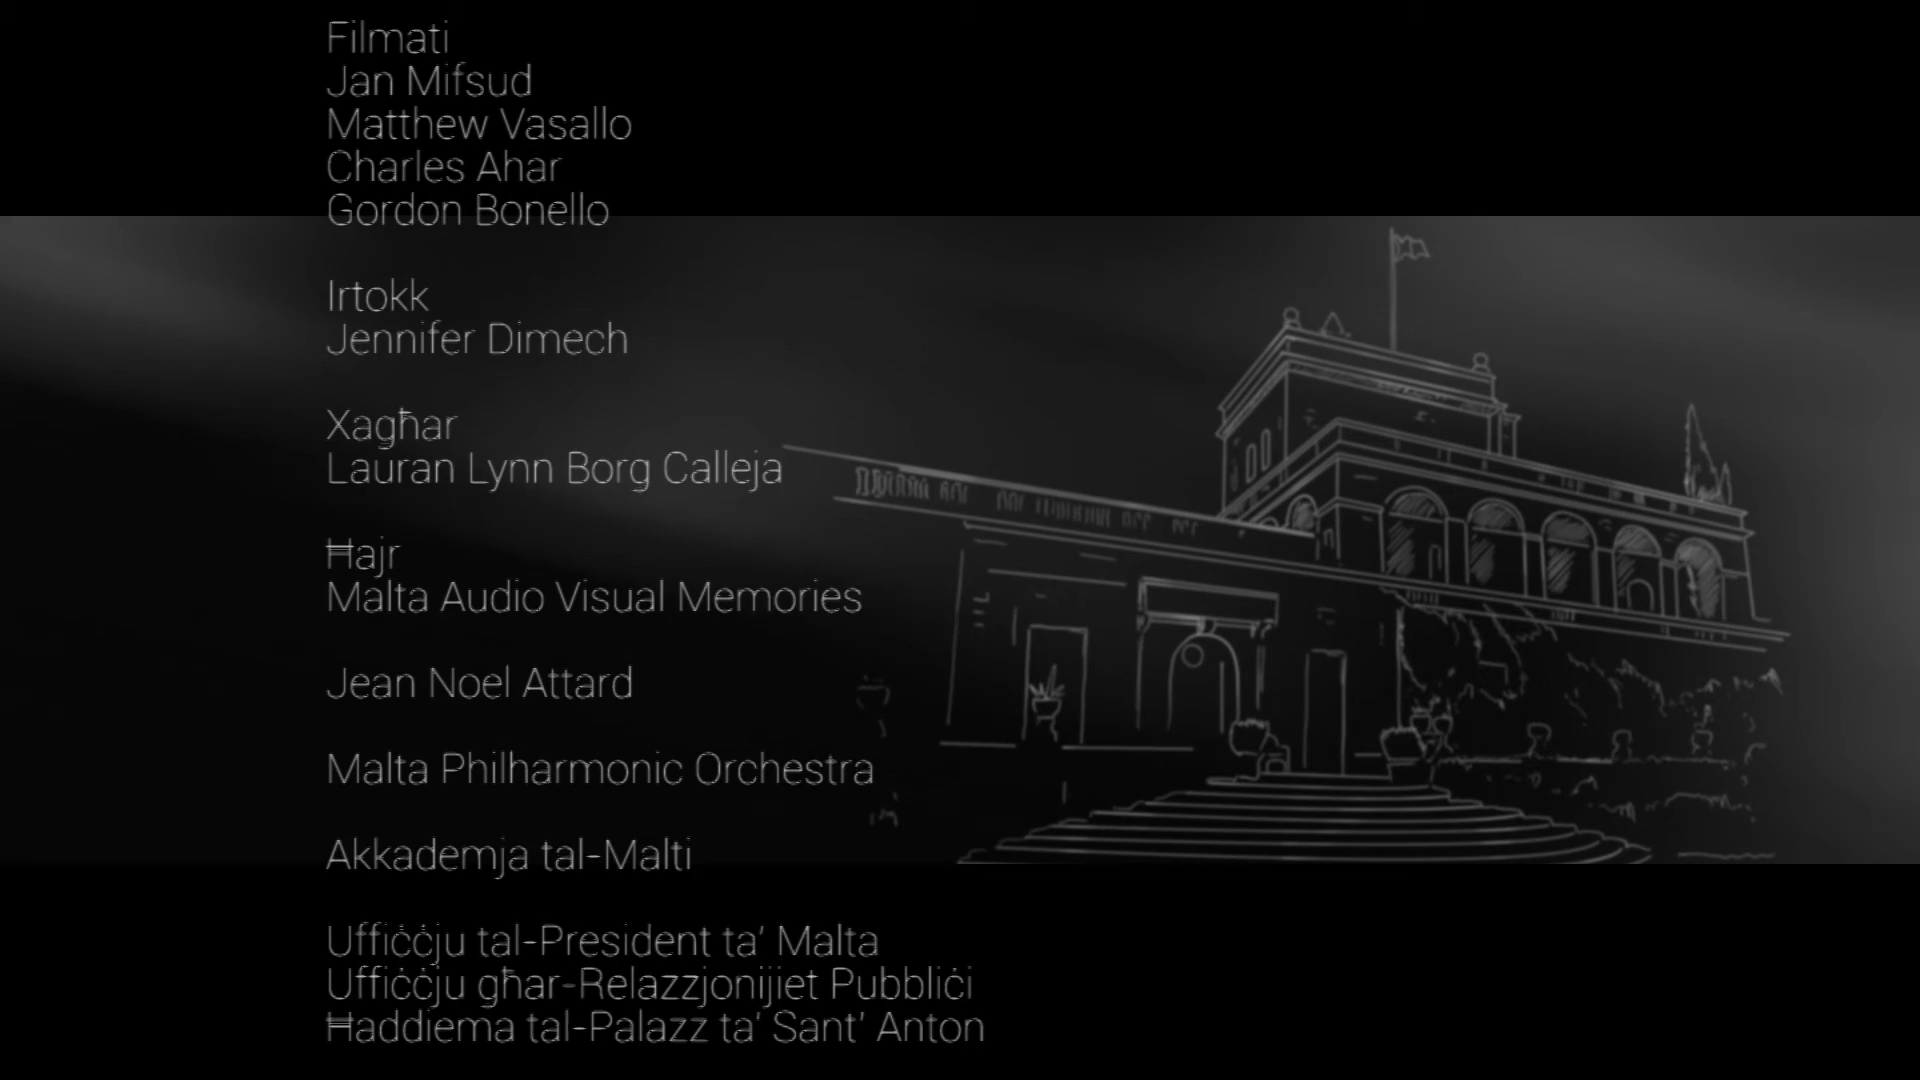 Filmati
Jan Mifsud
Matthew Vasallo
Charles Ahar
Gordon Bonello
Irtokk
Jennifer Dimech
Xagħar
Lauran Lynn Borg Calleja
Ħajr
Malta Audio Visual Memories
Jean Noel Attard
Malta Philharmonic Orchestra
Akkademja tal-Malti
Uffiċċju tal-President ta' Malta
Uffiċċju għar-Relazzjonijiet Pubbliċi
Ħaddiema tal-Palazz ta' Sant' Anton